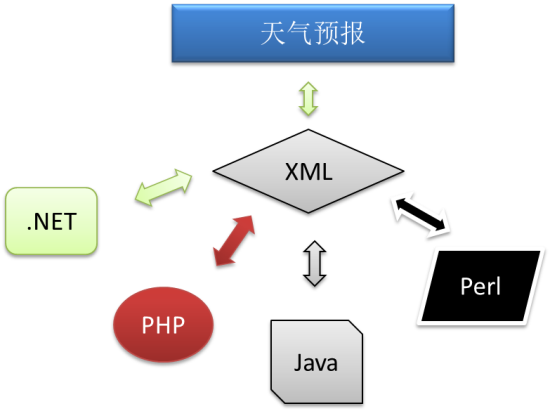 天气预报
XML
.NET
PHP
Java
Perl